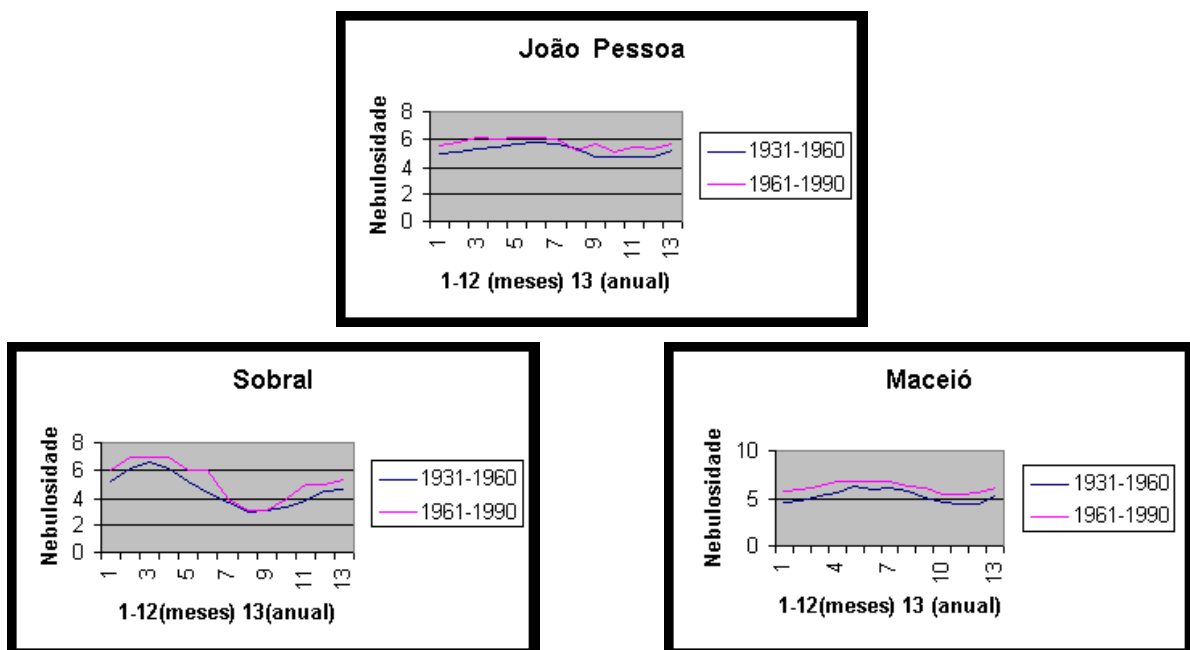 João Pessoa
Nebulosidade
8
6
4
2
0
1 3 5 7 9 11 13
1-12 (meses) 13 (anual)
1931-1960
1961-1990
Sobral
Nebulosidade
8
6
4
2
0
1 3 5 7 9 11 13
1-12(meses) 13(anual)
1931-1960
1961-1990
Maceió
Nebulosidade
10
5
0
1 4 7 10 13
1-12(meses) 13 (anual)
1931-1960
1961-1990